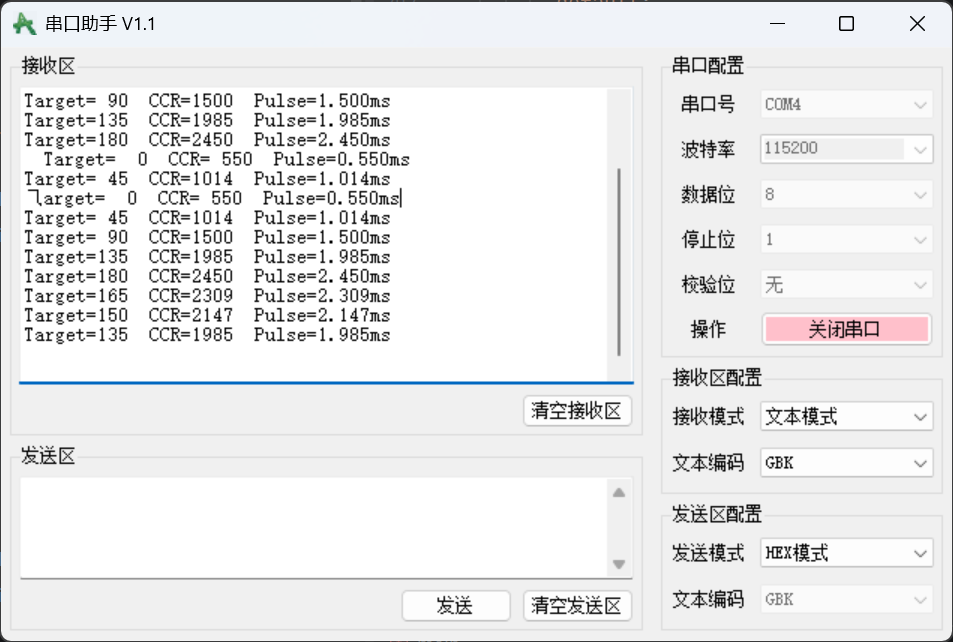 串口助手 V1.1
接收区
Target= 90  CCR=1500  Pulse=1.500ms
Target=135  CCR=1985  Pulse=1.985ms
Target=180  CCR=2450  Pulse=2.450ms
Target=  0  CCR= 550  Pulse=0.550ms
Target= 45  CCR=1014  Pulse=1.014ms
arget=  0  CCR= 550  Pulse=0.550ms
Target= 45  CCR=1014  Pulse=1.014ms
Target= 90  CCR=1500  Pulse=1.500ms
Target=135  CCR=1985  Pulse=1.985ms
Target=180  CCR=2450  Pulse=2.450ms
Target=165  CCR=2309  Pulse=2.309ms
Target=150  CCR=2147  Pulse=2.147ms
Target=135  CCR=1985  Pulse=1.985ms
清空接收区
发送区
发送
清空发送区
串口配置
串口号 COM4
波特率 115200
数据位 8
停止位 1
校验位 无
操作 关闭串口
接收区配置
接收模式 文本模式
文本编码 GBK
发送区配置
发送模式 HEX模式
文本编码 GBK